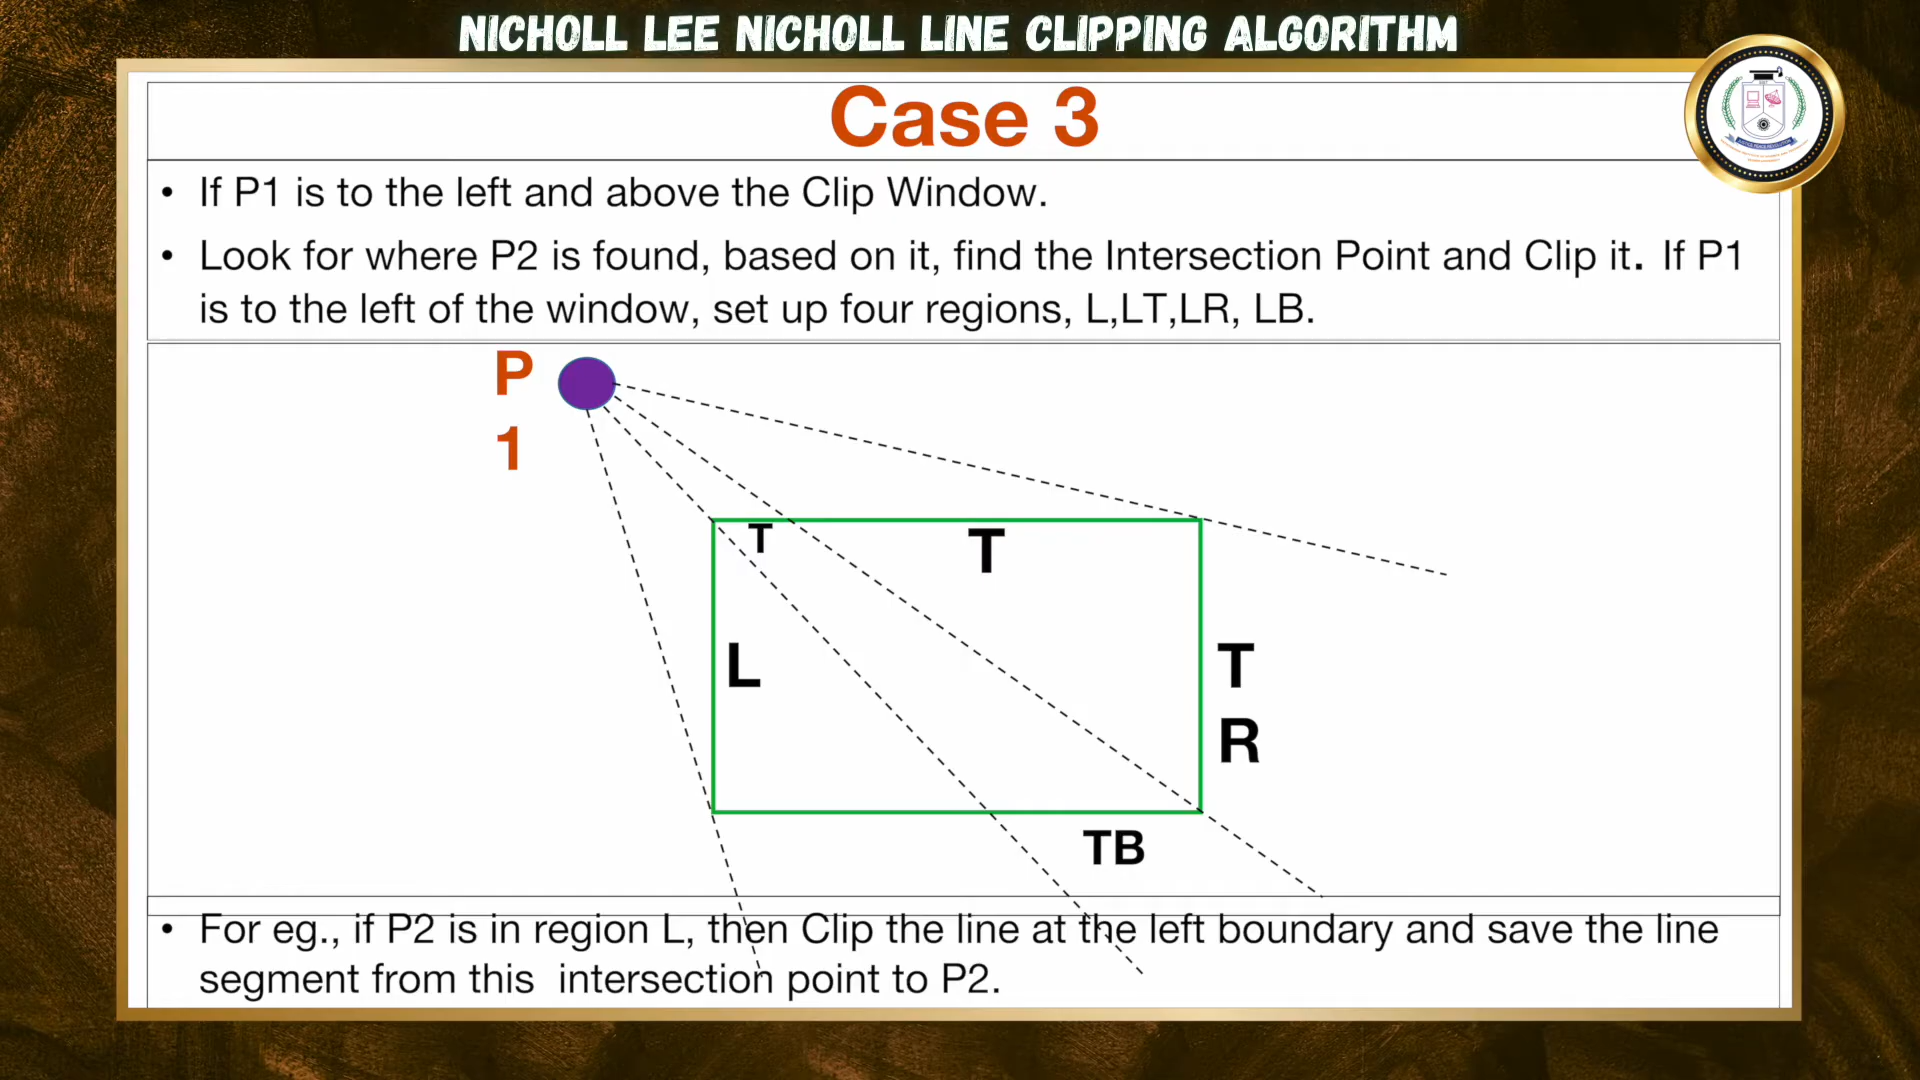 NICHOLL LEE NICHOLL LINE CLIPPING ALGORITHM
Case 3
• If P1 is to the left and above the Clip Window.
• Look for where P2 is found, based on it, find the Intersection Point and Clip it. If P1
is to the left of the window, set up four regions, L,LT,LR, LB.
P
1
T
T
L
T
R
TB
• For eg., if P2 is in region L, then Clip the line at the left boundary and save the line
segment from this  intersection point to P2.